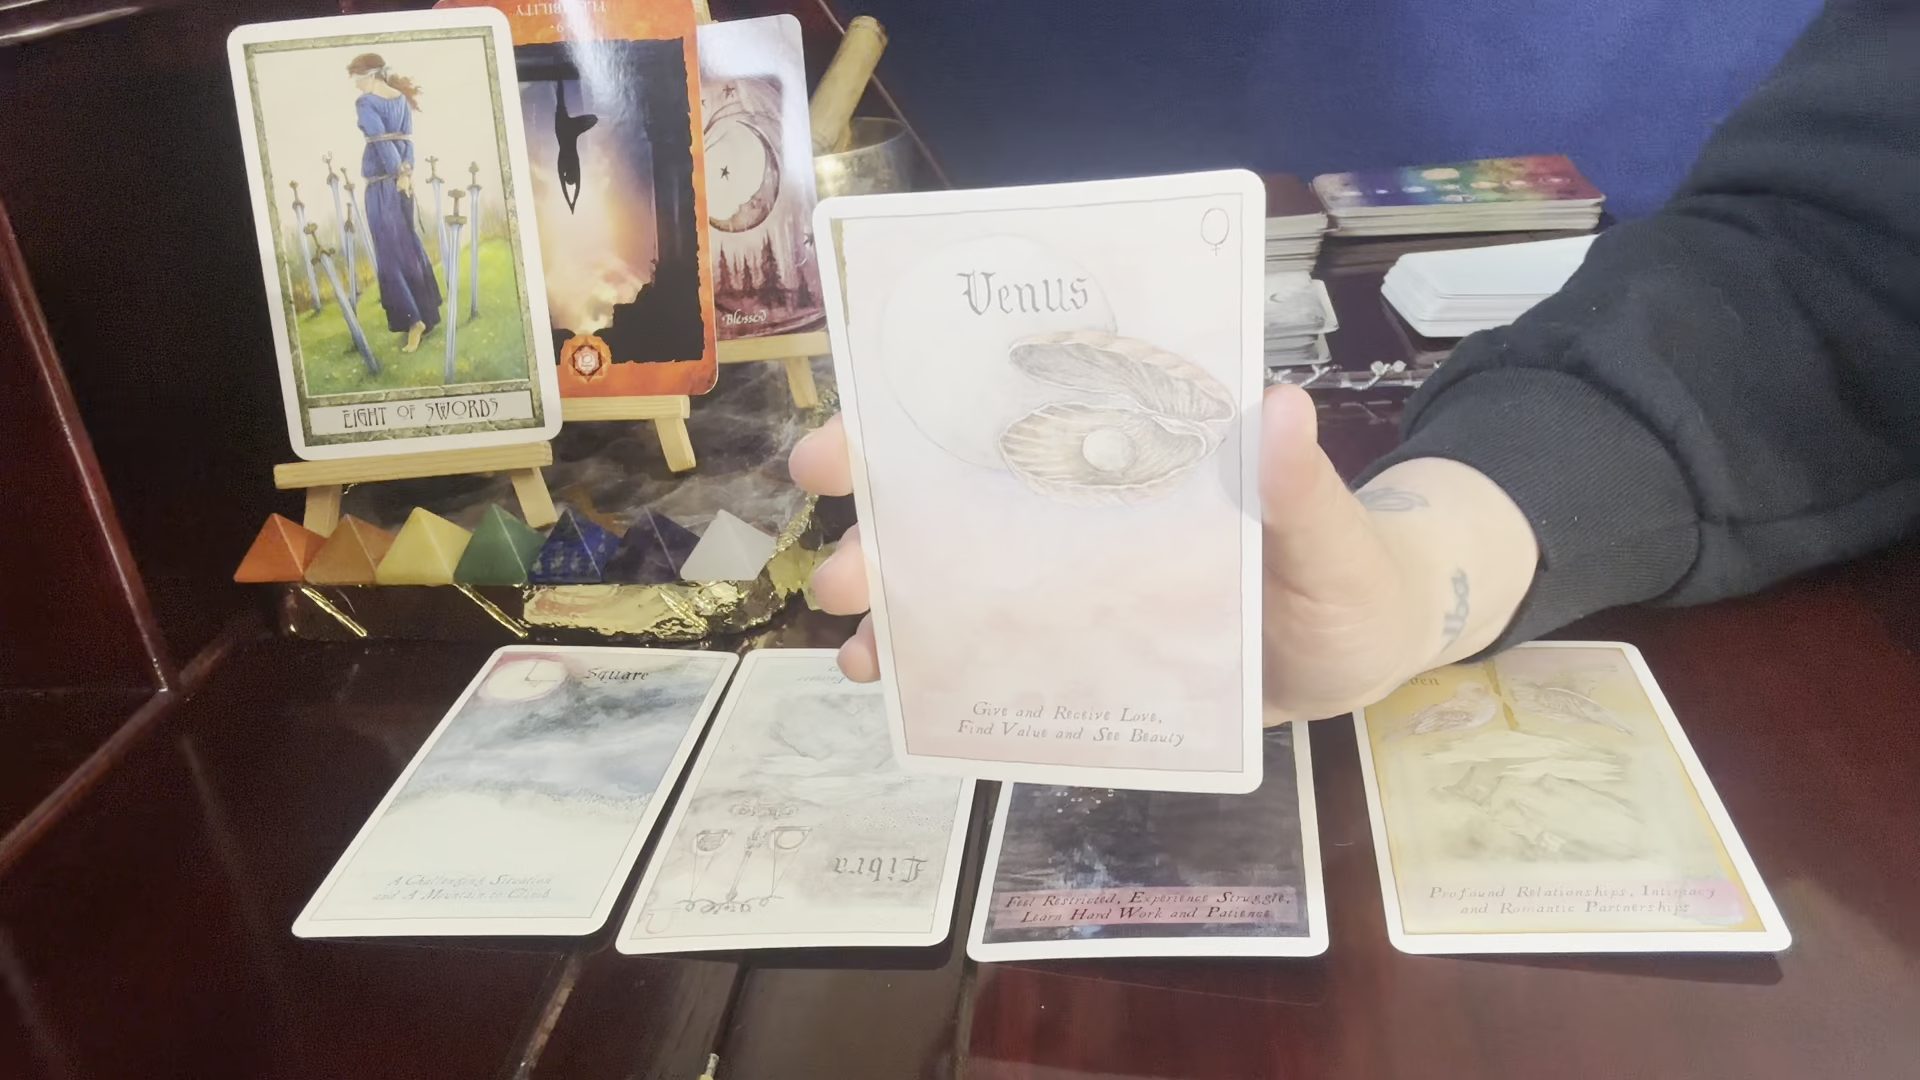 EIGHT OF SWORDS
Blessed
Venus
Give and Receive Love,
Find Value and See Beauty
Square
A Challenging Situation
and A Mountain to Climb
Libra
Feel Restricted, Experience Struggle,
Learn Hard Work and Patience
Profound Relationships, Intimacy
and Romantic Partnerships